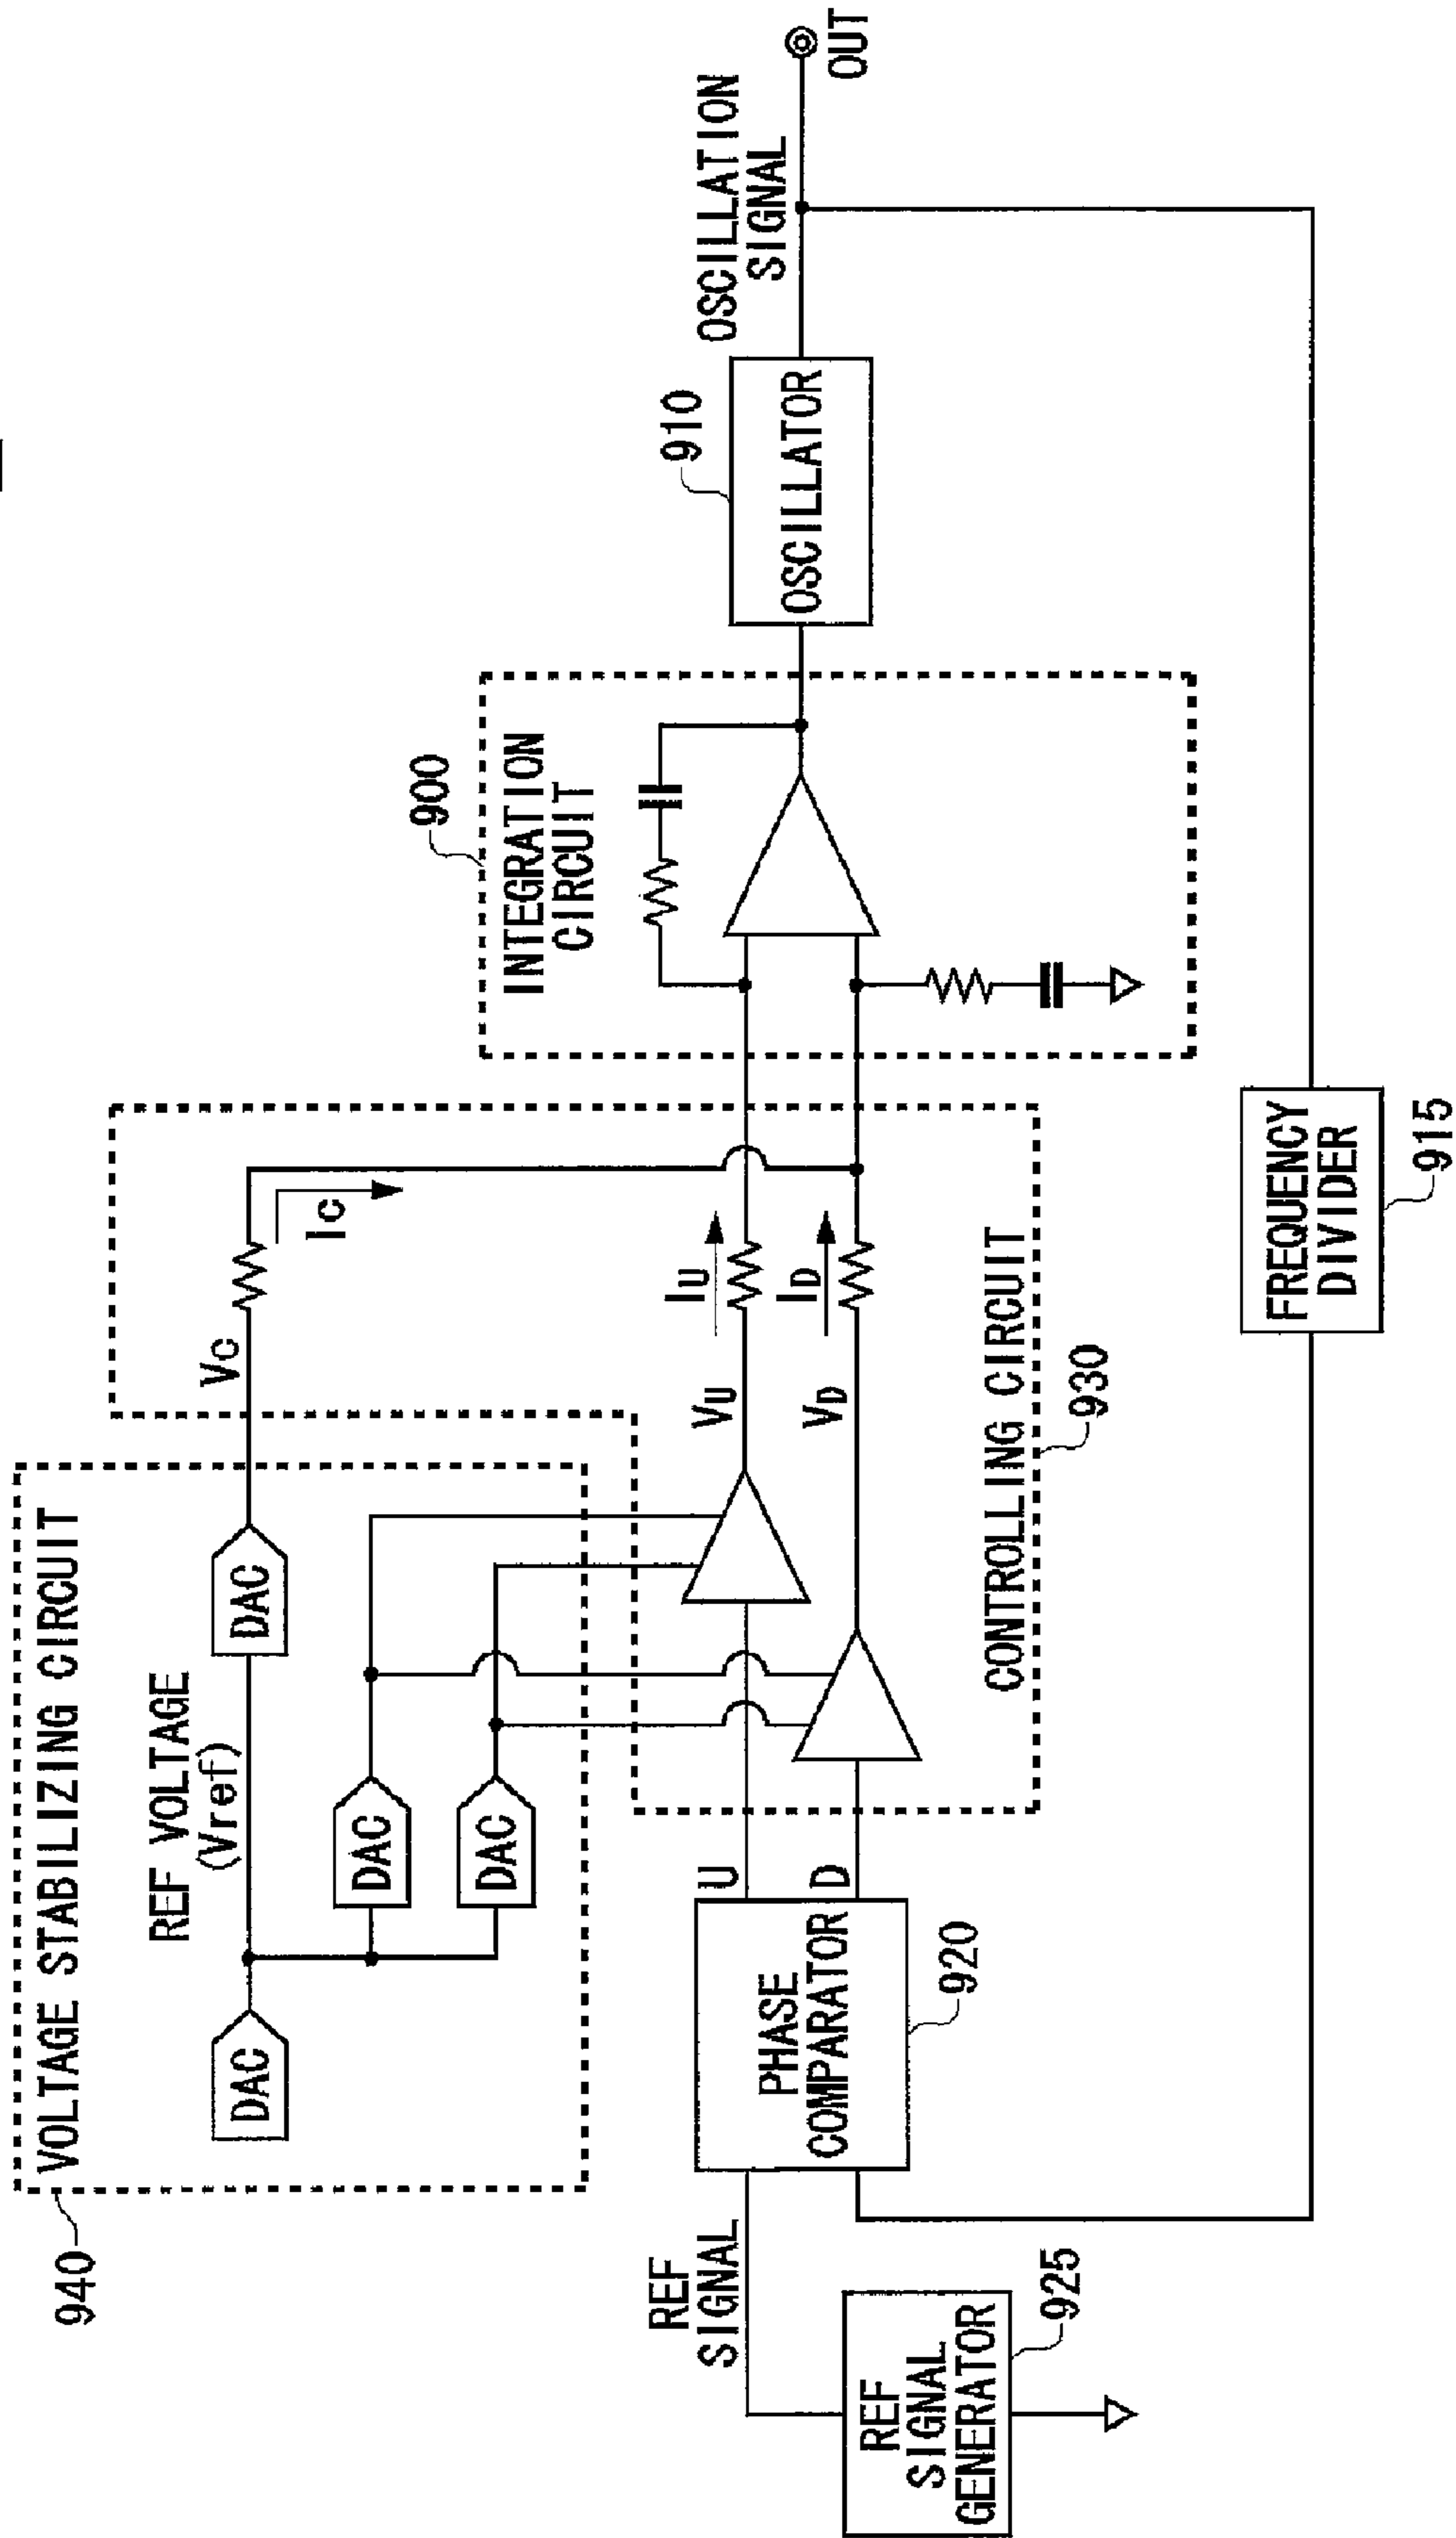 940
VOLTAGE STABILIZING CIRCUIT
REF VOLTAGE
(Vref)
DAC
DAC
DAC
DAC
VC
IC
VU
IU
VD
ID
CONTROLLING CIRCUIT
930
900
INTEGRATION
CIRCUIT
910
OSCILLATOR
OSCILLATION
SIGNAL
OUT
REF
SIGNAL
PHASE
COMPARATOR
U
D
920
REF
SIGNAL
GENERATOR
925
FREQUENCY
DIVIDER
915